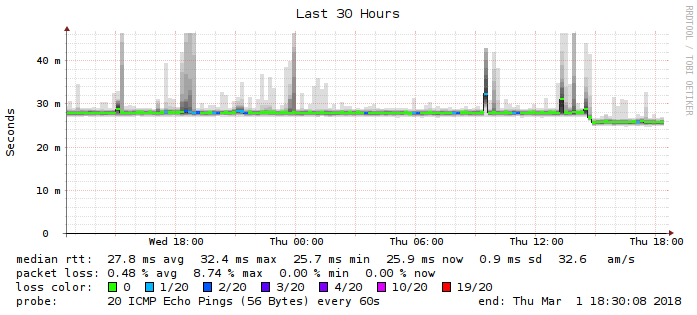 Last 30 Hours
RRDTOOL / TOBI OETIKER
Seconds
40 m
30 m
20 m
10 m
0
Wed 18:00 Thu 00:00 Thu 06:00 Thu 12:00 Thu 18:00
median rtt: 27.8 ms avg 32.4 ms max 25.7 ms min 25.9 ms now 0.9 ms sd 32.6 am/s
packet loss: 0.48 % avg 8.74 % max 0.00 % min 0.00 % now
loss color: 0 1/20 2/20 3/20 4/20 10/20 19/20
probe: 20 ICMP Echo Pings (56 Bytes) every 60s end: Thu Mar 1 18:30:08 2018